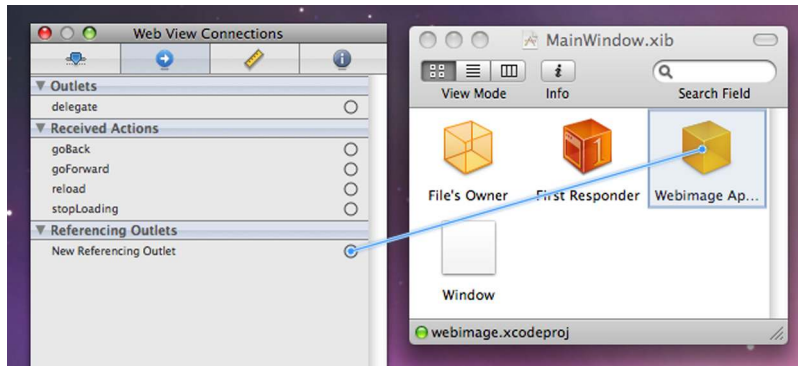 Web View Connections
Outlets
delegate
Received Actions
goBack
goForward
reload
stopLoading
Referencing Outlets
New Referencing Outlet
MainWindow.xib
View Mode
Info
Search Field
File's Owner
First Responder
Webimage Ap...
Window
webimage.xcodeproj